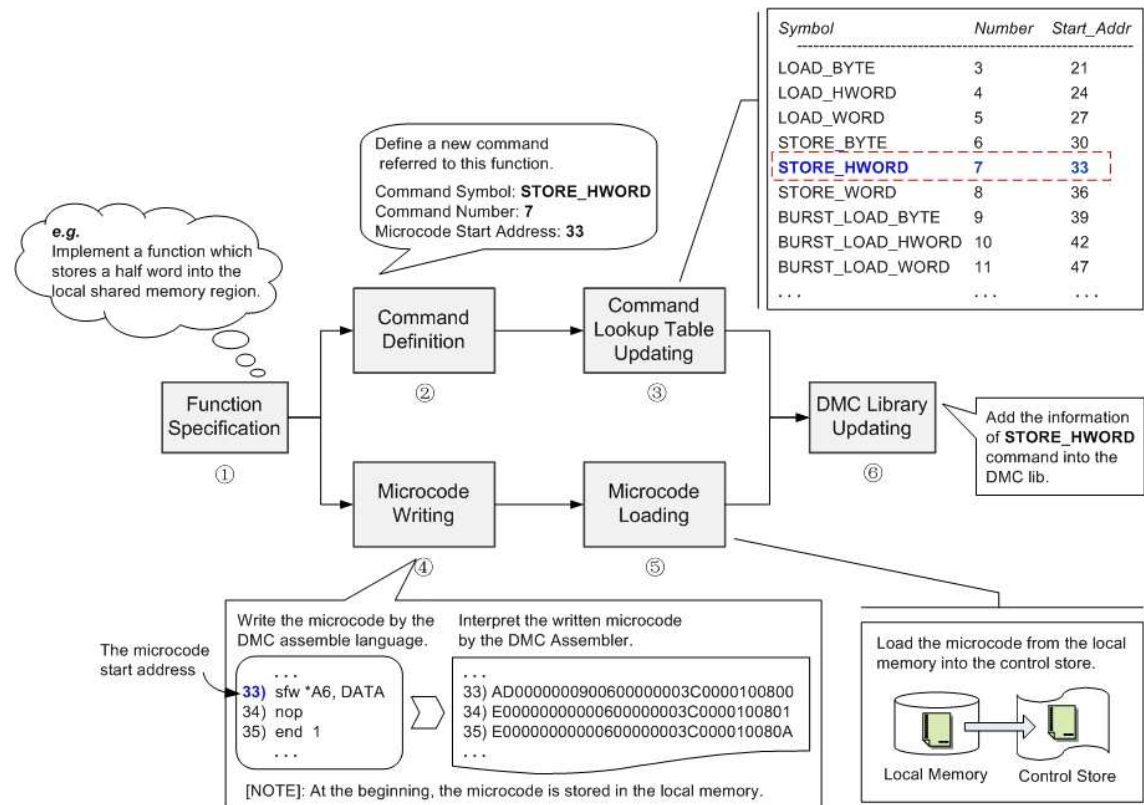 Symbol Number Start_Addr
LOAD_BYTE 3 21
LOAD_HWORD 4 24
LOAD_WORD 5 27
STORE_BYTE 6 30
STORE_HWORD 7 33
STORE_WORD 8 36
BURST_LOAD_BYTE 9 39
BURST_LOAD_HWORD 10 42
BURST_LOAD_WORD 11 47
... ... ...
Define a new command
referred to this function.
Command Symbol: STORE_HWORD
Command Number: 7
Microcode Start Address: 33
e.g.
Implement a function which
stores a half word into the
local shared memory region.
Function
Specification
①
Command
Definition
②
Command
Lookup Table
Updating
③
Microcode
Writing
④
Microcode
Loading
⑤
DMC Library
Updating
⑥
Add the information
of STORE_HWORD
command into the
DMC lib.
The microcode
start address
Write the microcode by the
DMC assemble language.
...
33) sfw *A6, DATA
34) nop
35) end 1
...
Interpret the written microcode
by the DMC Assembler.
...
33) AD0000000900600000003C0000100800
34) E00000000000600000003C0000100801
35) E00000000000600000003C000010080A
...
[NOTE]: At the beginning, the microcode is stored in the local memory.
Load the microcode from the local
memory into the control store.
Local Memory
Control Store